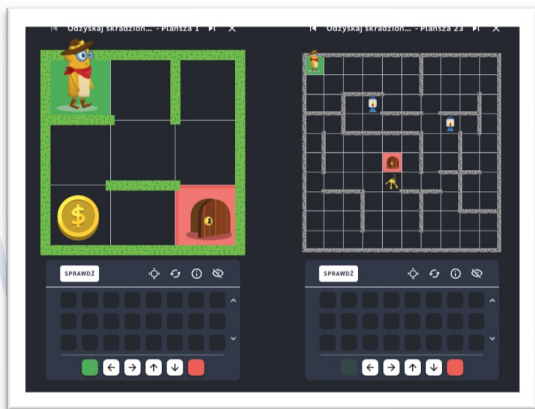 Odzyskaj skradzion... - Plansza 1
SPRAWDŹ
Odzyskaj skradzion... - Plansza 23
SPRAWDŹ